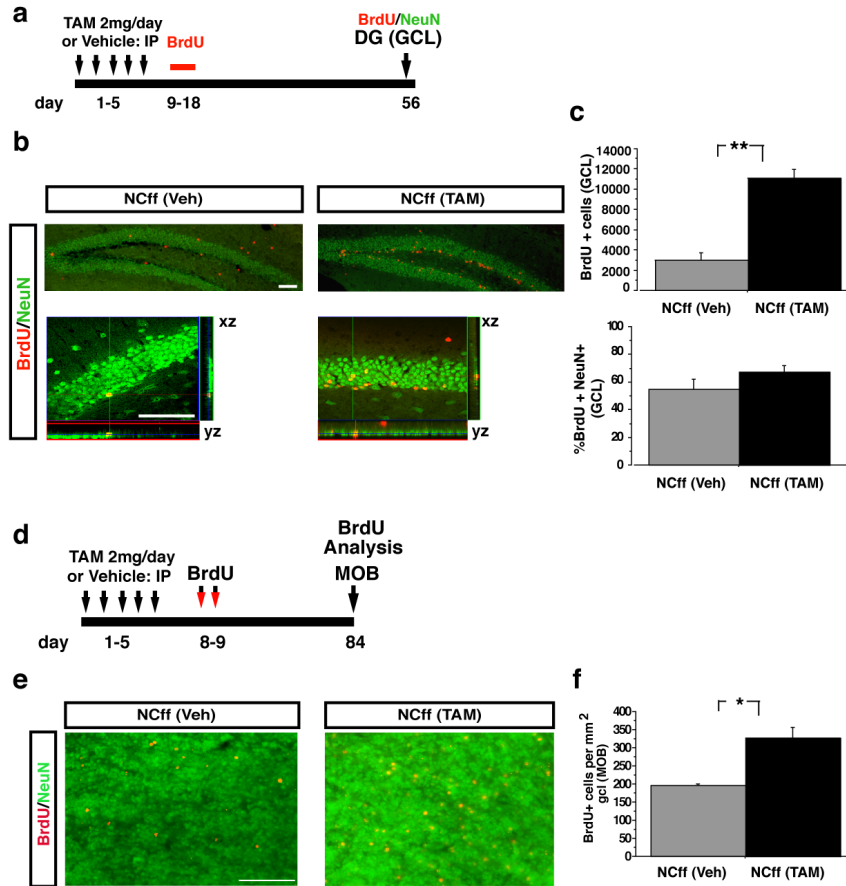 a
TAM 2mg/day
or Vehicle: IP
BrdU
BrdU/NeuN
DG (GCL)
day
1-5
9-18
56
b
NCff (Veh)
NCff (TAM)
BrdU/NeuN
xz
yz
xz
yz
c
**
BrdU + cells (GCL)
14000
12000
10000
8000
6000
4000
2000
0
NCff (Veh)
NCff (TAM)
%BrdU + NeuN+
(GCL)
100
80
60
40
20
0
NCff (Veh)
NCff (TAM)
d
TAM 2mg/day
or Vehicle: IP
BrdU
BrdU
Analysis
MOB
day
1-5
8-9
84
e
NCff (Veh)
NCff (TAM)
BrdU/NeuN
f
*
BrdU+ cells per mm2
gcl (MOB)
400
350
300
250
200
150
100
50
0
NCff (Veh)
NCff (TAM)